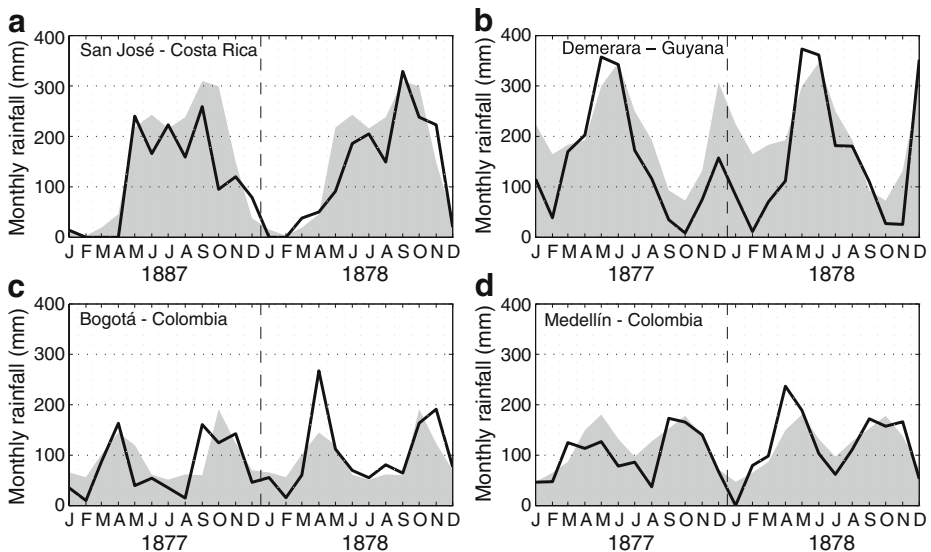 a
San José - Costa Rica
Monthly rainfall (mm)
400
300
200
100
0
J F M A M J J A S O N D J F M A M J J A S O N D
1887 1878
b
Demerara – Guyana
Monthly rainfall (mm)
400
300
200
100
0
J F M A M J J A S O N D J F M A M J J A S O N D
1877 1878
c
Bogotá - Colombia
Monthly rainfall (mm)
400
300
200
100
0
J F M A M J J A S O N D J F M A M J J A S O N D
1877 1878
d
Medellín - Colombia
Monthly rainfall (mm)
400
300
200
100
0
J F M A M J J A S O N D J F M A M J J A S O N D
1877 1878